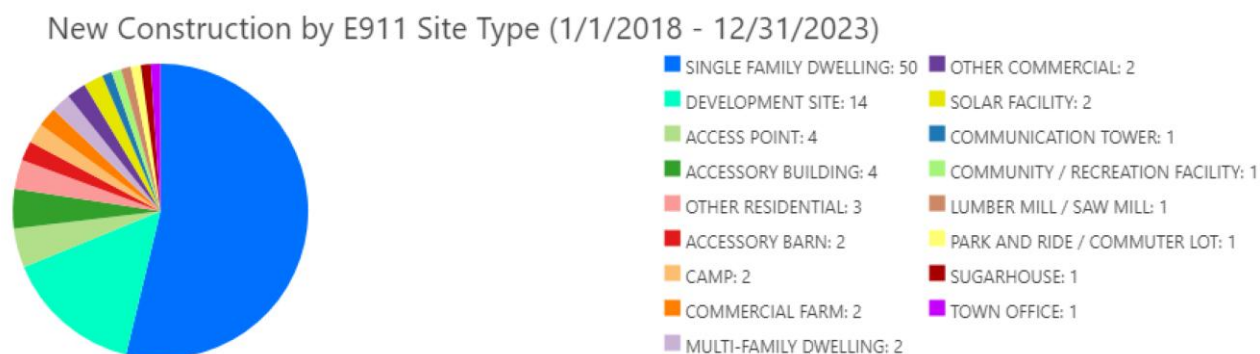 New Construction by E911 Site Type (1/1/2018 - 12/31/2023)
SINGLE FAMILY DWELLING: 50
DEVELOPMENT SITE: 14
ACCESS POINT: 4
ACCESSORY BUILDING: 4
OTHER RESIDENTIAL: 3
ACCESSORY BARN: 2
CAMP: 2
COMMERCIAL FARM: 2
MULTI-FAMILY DWELLING: 2
OTHER COMMERCIAL: 2
SOLAR FACILITY: 2
COMMUNICATION TOWER: 1
COMMUNITY / RECREATION FACILITY: 1
LUMBER MILL / SAW MILL: 1
PARK AND RIDE / COMMUTER LOT: 1
SUGARHOUSE: 1
TOWN OFFICE: 1